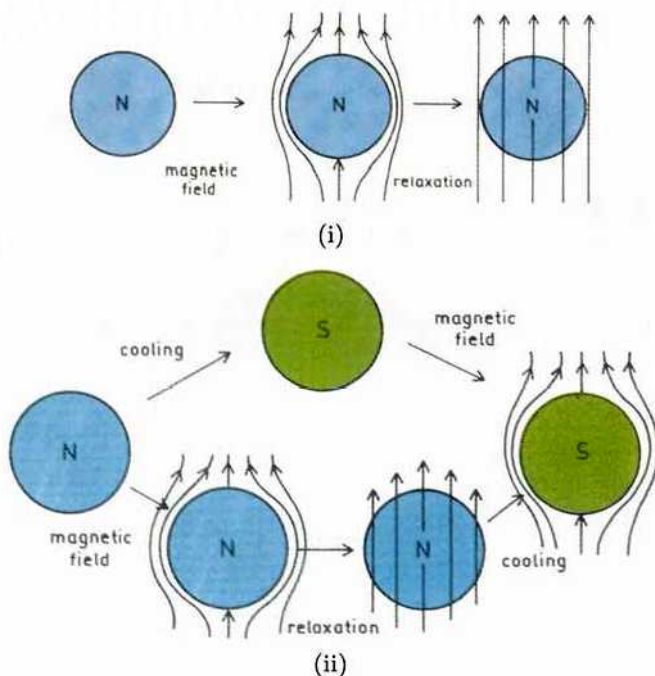 N
N
N
magnetic
field
relaxation
(i)
S
cooling
magnetic
field
N
S
magnetic
field
N
N
relaxation
cooling
(ii)